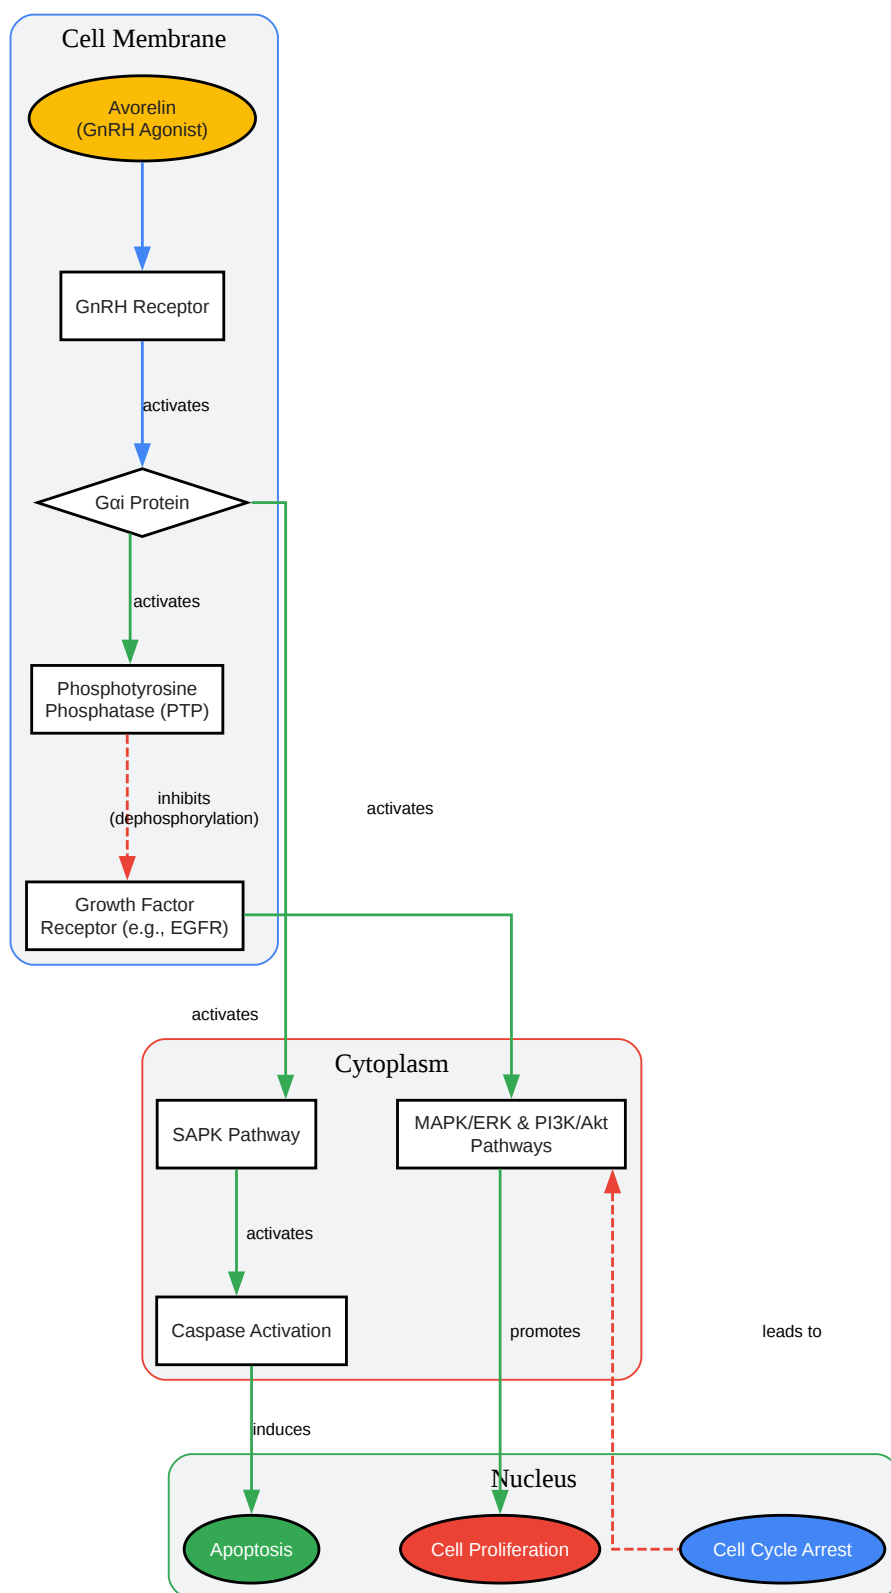 Cell Membrane
Avorelin
(GnRH Agonist)
GnRH Receptor
activates
Gαi Protein
activates
Phosphotyrosine
Phosphatase (PTP)
inhibits
(dephosphorylation)
activates
Growth Factor
Receptor (e.g., EGFR)
activates
Cytoplasm
SAPK Pathway
MAPK/ERK & PI3K/Akt
Pathways
activates
Caspase Activation
promotes
leads to
induces
Nucleus
Apoptosis
Cell Proliferation
Cell Cycle Arrest